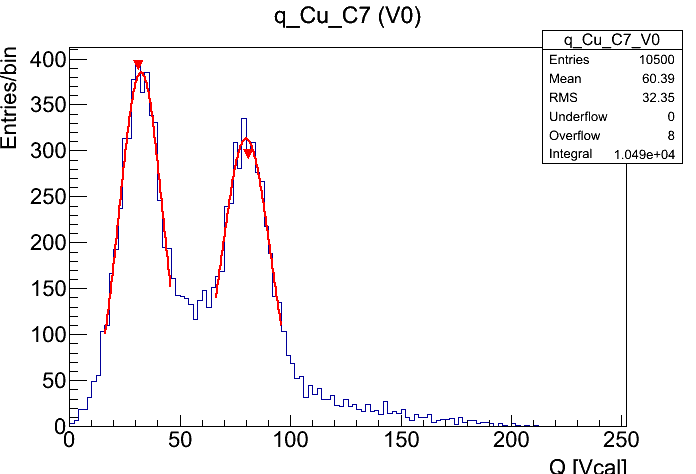 q_Cu_C7 (V0)
q_Cu_C7_V0
Entries 10500
Mean 60.39
RMS 32.35
Underflow 0
Overflow 8
Integral 1.049e+04
Entries/bin
400
350
300
250
200
150
100
50
0
0 50 100 150 200 250
Q [Vcal]